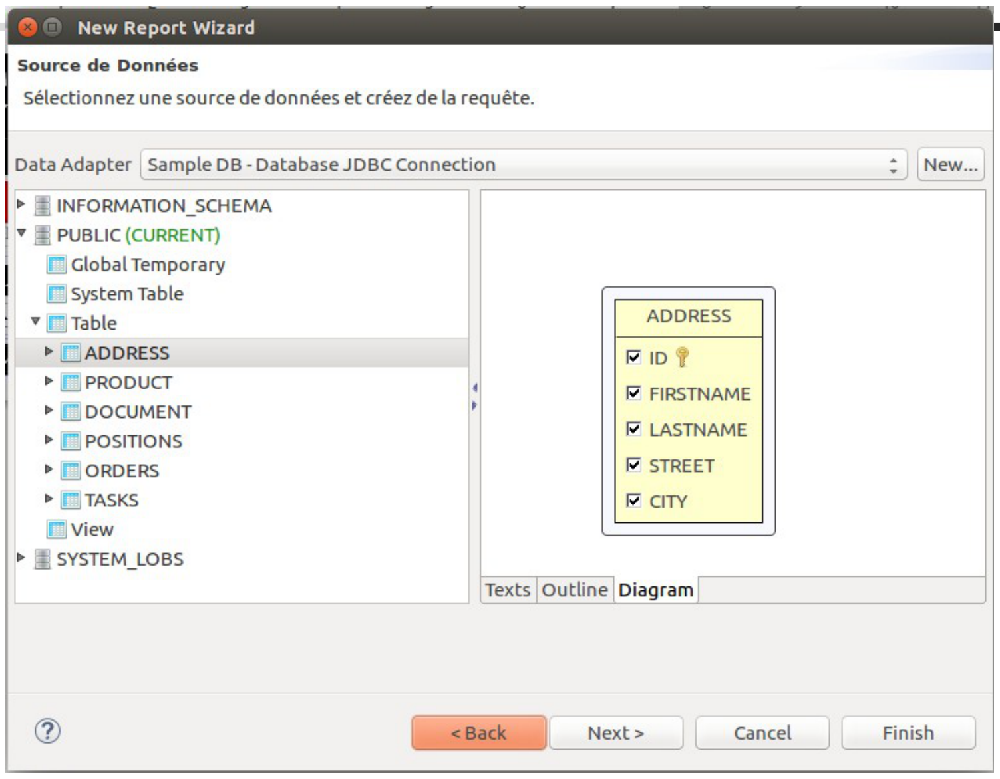 New Report Wizard
Source de Données
Sélectionnez une source de données et créez de la requête.
Data Adapter Sample DB - Database JDBC Connection New...
INFORMATION_SCHEMA
PUBLIC (CURRENT)
Global Temporary
System Table
Table
ADDRESS
PRODUCT
DOCUMENT
POSITIONS
ORDERS
TASKS
View
SYSTEM_LOBS
ADDRESS
ID
FIRSTNAME
LASTNAME
STREET
CITY
Texts Outline Diagram
< Back Next > Cancel Finish